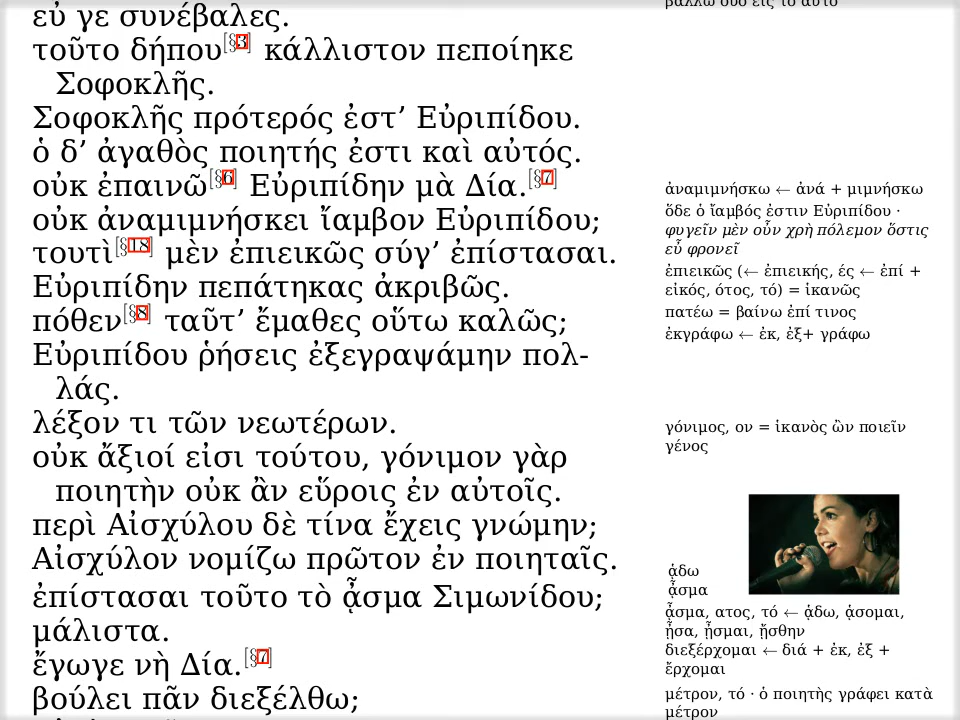 εὐ γε συνέβαλες.
τοῦτο δήπου[§3] κάλλιστον πεποίηκε
Σοφοκλῆς.
Σοφοκλῆς πρότερός ἐστ’ Εὐριπίδου.
ὁ δ’ ἀγαθὸς ποιητής ἐστι καὶ αὐτός.
οὐκ ἐπαινῶ[§6] Εὐριπίδην μὰ Δία.[§7]
οὐκ ἀναμιμνήσκει ἴαμβον Εὐριπίδου;
τουτὶ[§18] μὲν ἐπιεικῶς σύγ’ ἐπίστασαι.
Εὐριπίδην πεπάτηκας ἀκριβῶς.
πόθεν[§8] ταῦτ’ ἔμαθες οὕτω καλῶς;
Εὐριπίδου ῥήσεις ἐξεγραψάμην πολ-
λάς.
λέξον τι τῶν νεωτέρων.
οὐκ ἄξιοί εἰσι τούτου, γόνιμον γὰρ
ποιητὴν οὐκ ἂν εὕροις ἐν αὐτοῖς.
περὶ Αἰσχύλου δὲ τίνα ἔχεις γνώμην;
Αἰσχύλον νομίζω πρῶτον ἐν ποιηταῖς.
ἐπίστασαι τοῦτο τὸ ᾆσμα Σιμωνίδου;
μάλιστα.
ἔγωγε νὴ Δία.[§7]
βούλει πᾶν διεξέλθω;
ἀναμιμνήσκω ← ἀνά + μιμνήσκω
ὅδε ὁ ἴαμβός ἐστιν Εὐριπίδου ·
φυγεῖν μὲν οὖν χρὴ πόλεμον ὅστις
εὖ φρονεῖ
ἐπιεικῶς (← ἐπιεικής, ές ← ἐπί +
εἰκός, ότος, τό) = ἱκανῶς
πατέω = βαίνω ἐπί τινος
ἐκγράφω ← ἐκ, ἐξ+ γράφω
γόνιμος, ον = ἱκανὸς ὢν ποιεῖν
γένος
ᾄδω
ᾆσμα
ᾆσμα, ατος, τό ← ᾄδω, ᾄσομαι,
ᾖσα, ᾖσμαι, ᾔσθην
διεξέρχομαι ← διά + ἐκ, ἐξ +
ἔρχομαι
μέτρον, τό · ὁ ποιητὴς γράφει κατὰ
μέτρον